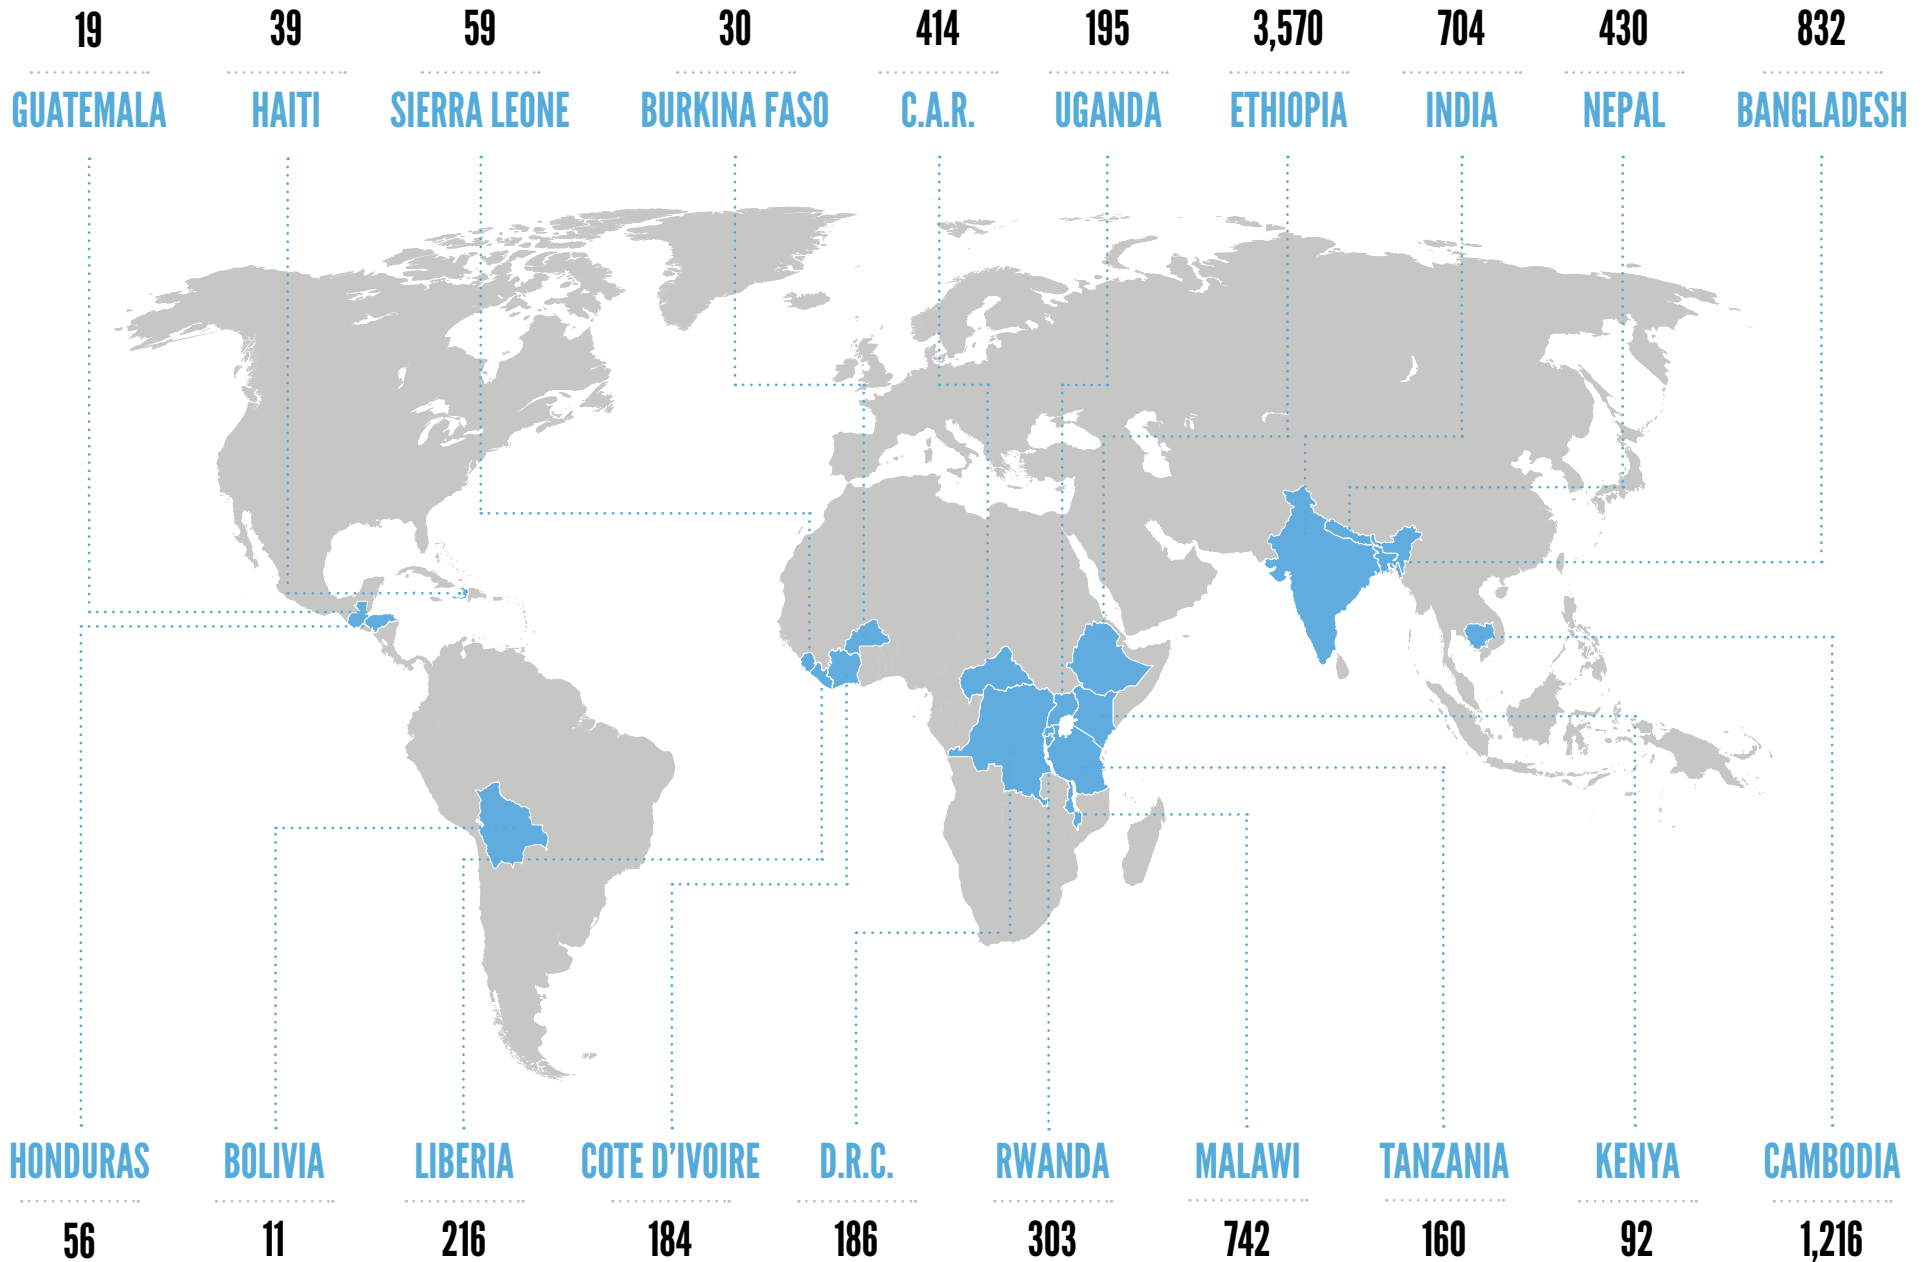 19 39 59 30 414 195 3,570 704 430 832
GUATEMALA HAITI SIERRA LEONE BURKINA FASO C.A.R. UGANDA ETHIOPIA INDIA NEPAL BANGLADESH
HONDURAS BOLIVIA LIBERIA COTE D'IVOIRE D.R.C. RWANDA MALAWI TANZANIA KENYA CAMBODIA
56 11 216 184 186 303 742 160 92 1,216